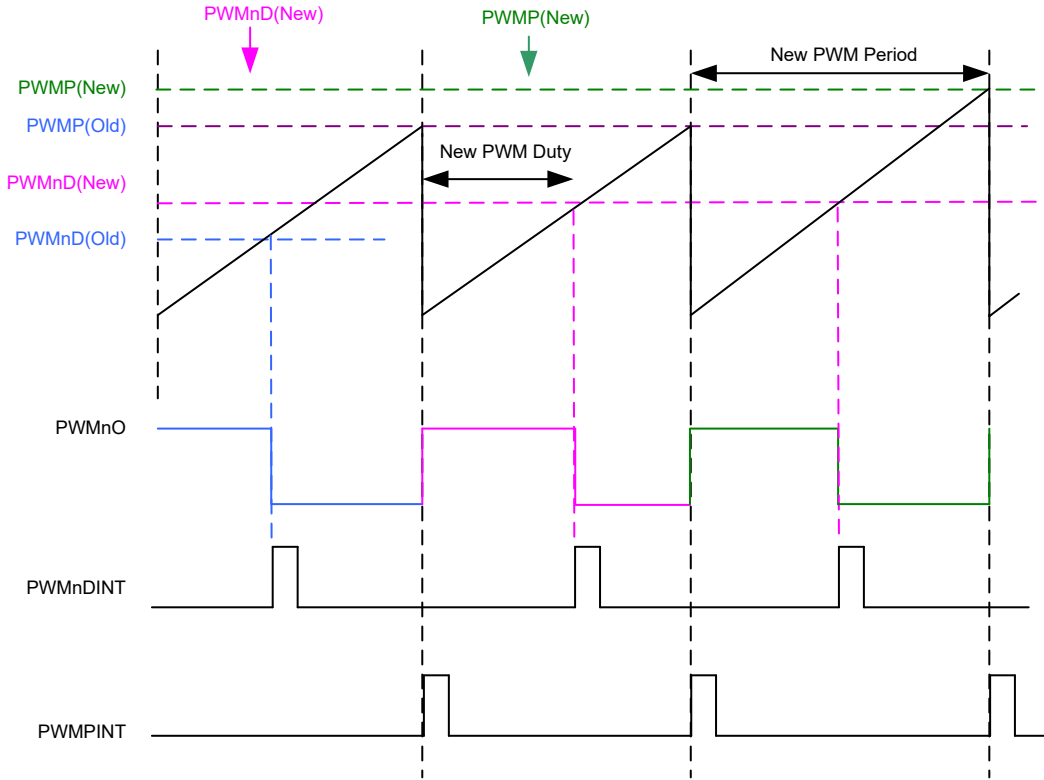 PWMnD(New)
PWMP(New)
New PWM Period
PWMP(New)
PWMP(Old)
New PWM Duty
PWMnD(New)
PWMnD(Old)
PWMnO
PWMnDINT
PWMPINT